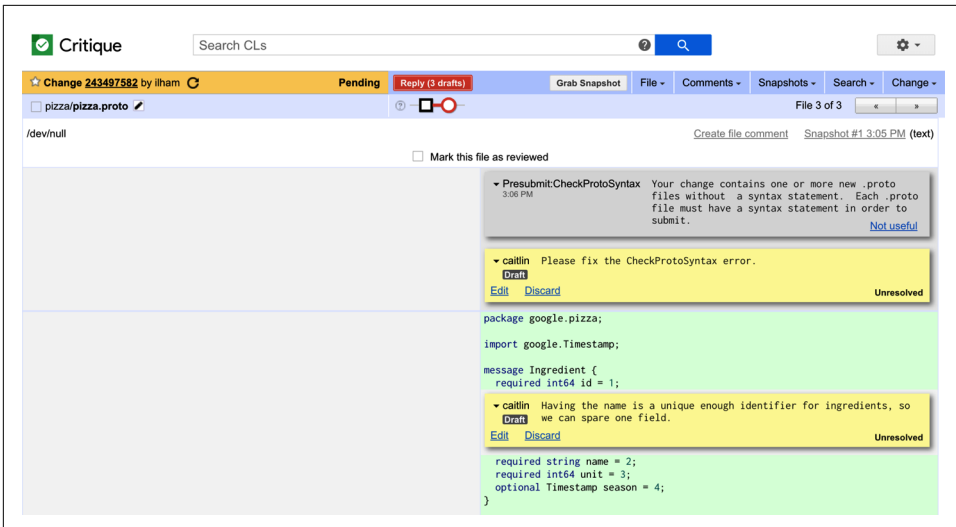 Critique
Search CLs
Change 243497582 by ilham
Pending
Reply (3 drafts)
Grab Snapshot
File
Comments
Snapshots
Search
Change
pizza/pizza.proto
File 3 of 3
«
»
/dev/null
Create file comment
Snapshot #1 3:05 PM (text)
Mark this file as reviewed
Presubmit:CheckProtoSyntax
3:06 PM
Your change contains one or more new .proto
files without a syntax statement. Each .proto
file must have a syntax statement in order to
submit.
Not useful
caitlin Please fix the CheckProtoSyntax error.
Draft
Edit Discard
Unresolved
package google.pizza;
import google.Timestamp;
message Ingredient {
required int64 id = 1;
caitlin Having the name is a unique enough identifier for ingredients, so
Draft we can spare one field.
Edit Discard
Unresolved
required string name = 2;
required int64 unit = 3;
optional Timestamp season = 4;
}